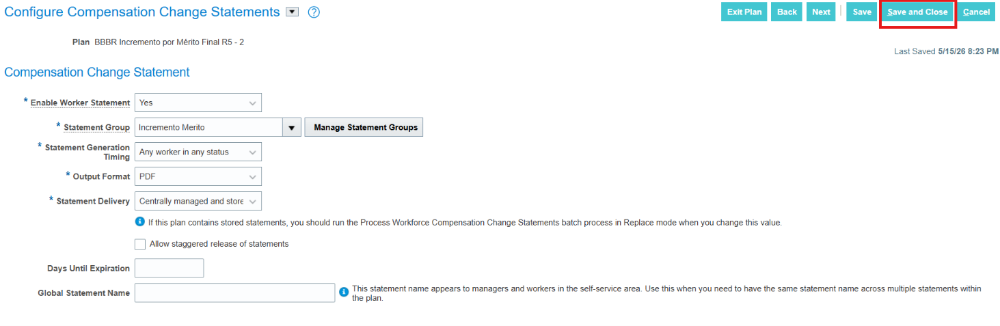 Configure Compensation Change Statements
Exit Plan Back Next Save Save and Close Cancel
Plan BBBR Incremento por Mérito Final R5 - 2
Last Saved 5/15/26 8:23 PM
Compensation Change Statement
* Enable Worker Statement Yes
* Statement Group Incremento Merito Manage Statement Groups
* Statement Generation
Timing Any worker in any status
* Output Format PDF
* Statement Delivery Centrally managed and store
If this plan contains stored statements, you should run the Process Workforce Compensation Change Statements batch process in Replace mode when you change this value.
Allow staggered release of statements
Days Until Expiration
Global Statement Name
This statement name appears to managers and workers in the self-service area. Use this when you need to have the same statement name across multiple statements within
the plan.